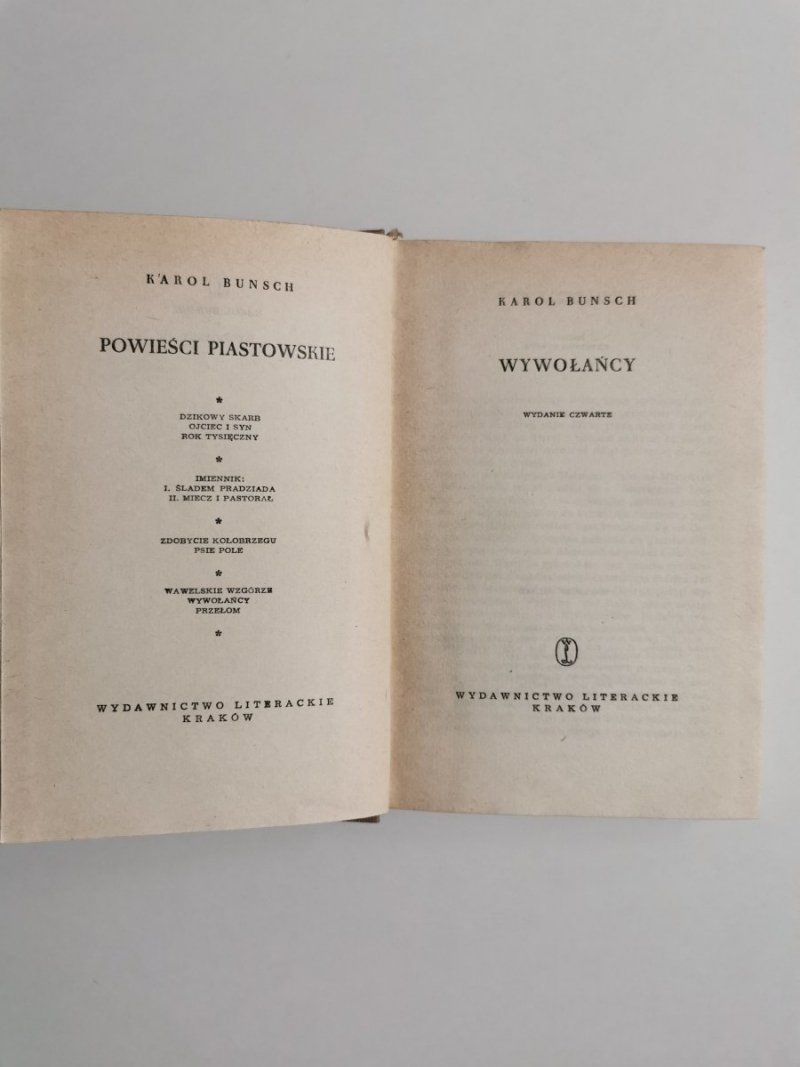 KAROL BUNSCH
POWIEŚCI PIASTOWSKIE
*
DZIKOWY SKARB
OJCIEC I SYN
ROK TYSIĘCZNY
*
IMIENNIK:
I. ŚLADEM PRADZIADA
II. MIECZ I PASTORAŁ
*
ZDOBYCIE KOŁOBRZEGU
PSIE POLE
*
WAWELSKIE WZGÓRZE
WYWOŁAŃCY
PRZEŁOM
*
WYDAWNICTWO LITERACKIE
KRAKÓW
KAROL BUNSCH
WYWOŁAŃCY
WYDANIE CZWARTE
WYDAWNICTWO LITERACKIE
KRAKÓW